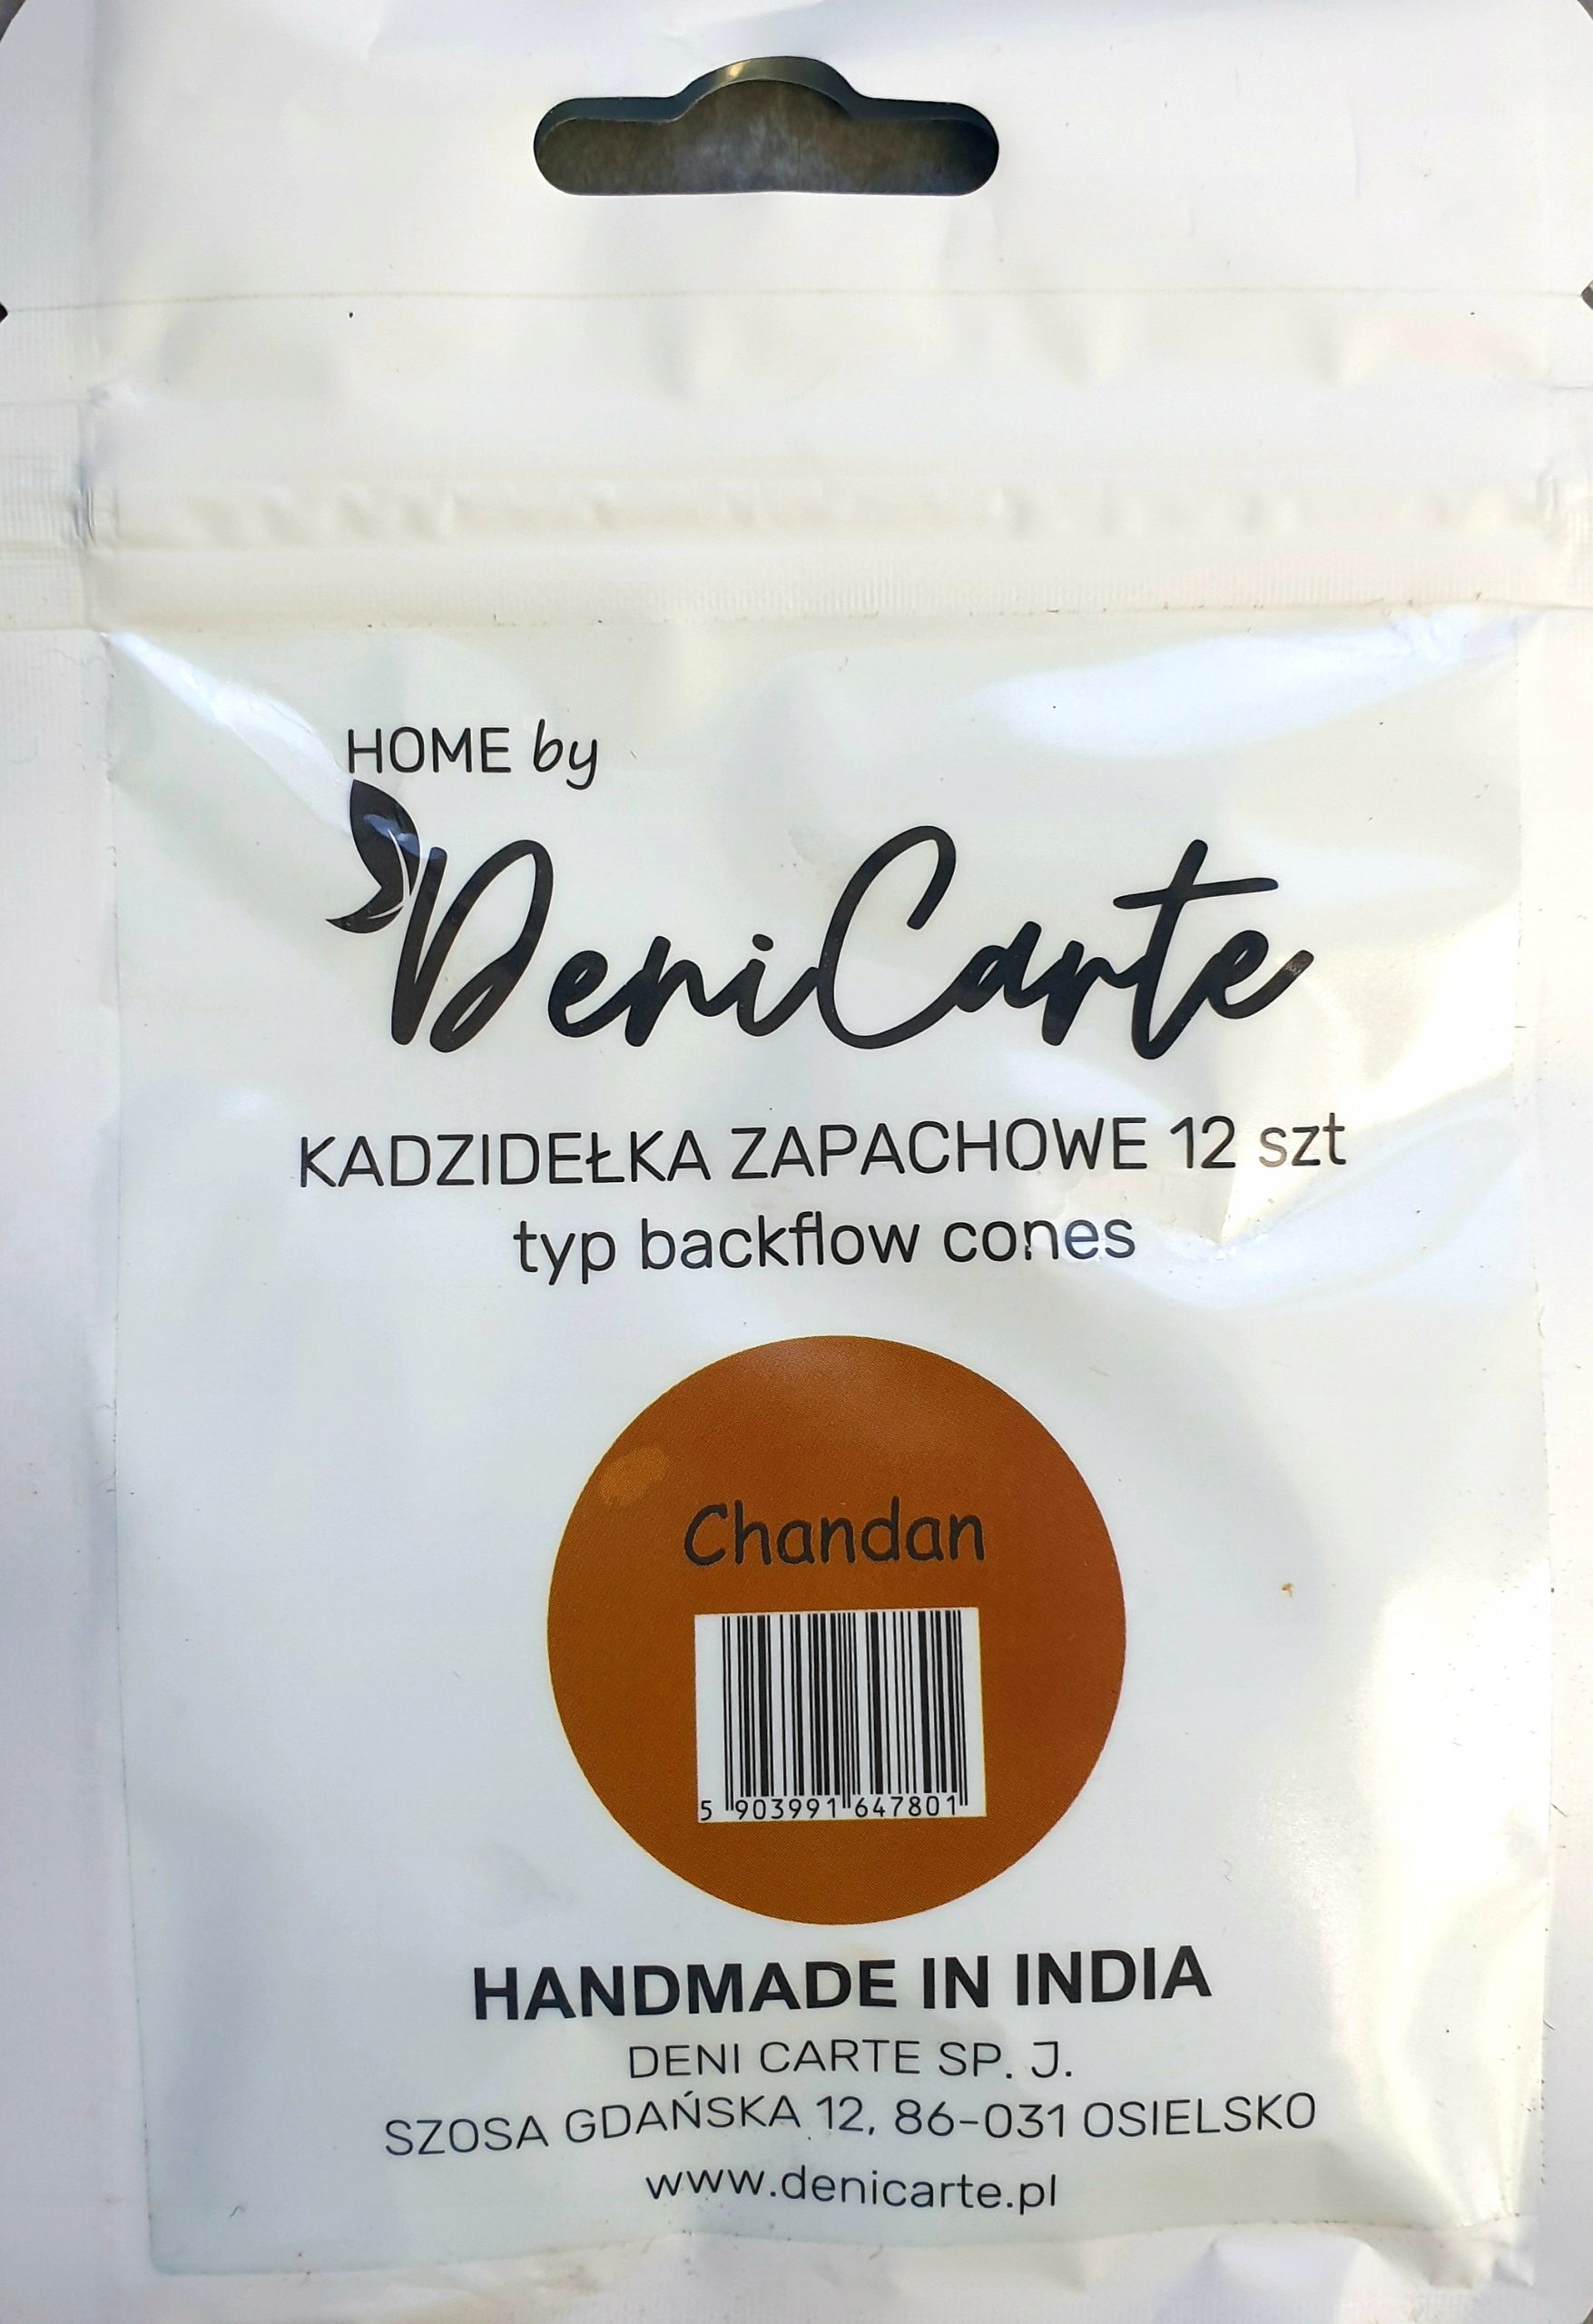 HOME by
DeniCarte
KADZIDEŁKA ZAPACHOWE 12 szt
typ backflow cones
Chandan
5 903991 647801
HANDMADE IN INDIA
DENI CARTE SP. J.
SZOSA GDAŃSKA 12, 86-031 OSIELSKO
www.denicarte.pl